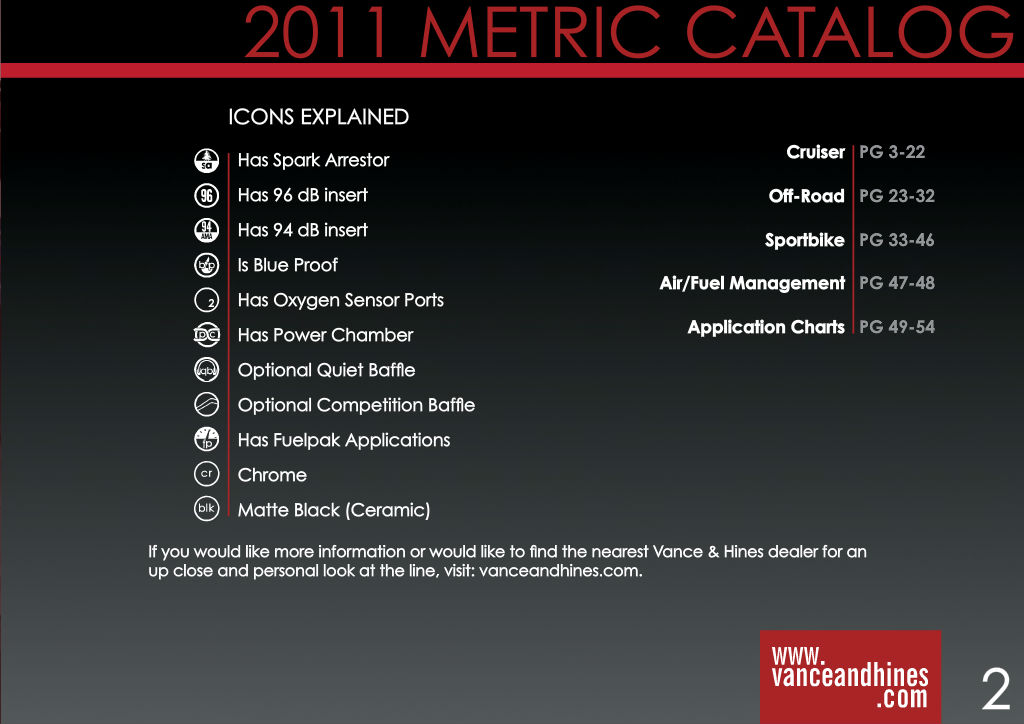 2011 METRIC CATALOG
ICONS EXPLAINED
sa Has Spark Arrestor
96 Has 96 dB insert
94 AMA Has 94 dB insert
bp Is Blue Proof
2 Has Oxygen Sensor Ports
PC Has Power Chamber
qb Optional Quiet Baffle
Optional Competition Baffle
fp Has Fuelpak Applications
cr Chrome
blk Matte Black (Ceramic)
Cruiser PG 3-22
Off-Road PG 23-32
Sportbike PG 33-46
Air/Fuel Management PG 47-48
Application Charts PG 49-54
If you would like more information or would like to find the nearest Vance & Hines dealer for an
up close and personal look at the line, visit: vanceandhines.com.
www.
vanceandhines
.com
2